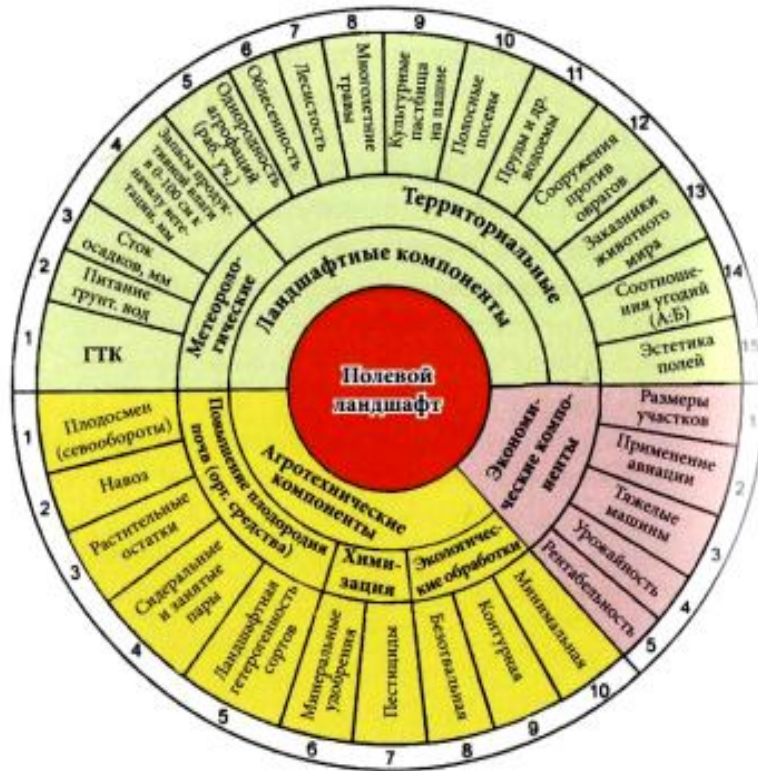 Полевой
ландшафт
Ландшафтные компоненты
Метеороло-
гические
Территориальные
1
ГТК
2
Питание
грунт. вод
3
Сток
осадков, мм
4
Запасы продук-
тивной влаги
в 0-100 см к
началу веге-
тации, мм
5
Однородность
агрофаций
(раб. уч.)
6
Облесенность
7
Лесистость
8
Многолетние
травы
9
Культурные
пастбища
на пашне
10
Полосные
посевы
11
Пруды и др.
водоемы
12
Сооружения
против
оврагов
13
Заказники
животного
мира
14
Соотноше-
ния угодий
(А:Б)
15
Эстетика
полей
Экономи-
ческие компо-
ненты
1
Размеры
участков
2
Применение
авиации
3
Тяжелые
машины
4
Урожайность
5
Рентабельность
Агротехнические
компоненты
Повышение плодородия
почв (орг. средства)
Хими-
зация
Экологичес-
кие обработки
1
Плодосмен
(севообороты)
2
Навоз
3
Растительные
остатки
4
Сидеральные
и занятые
пары
5
Ландшафтная
гетерогенность
сортов
6
Минеральные
удобрения
7
Пестициды
8
Безотвальная
9
Контурная
10
Минимальная